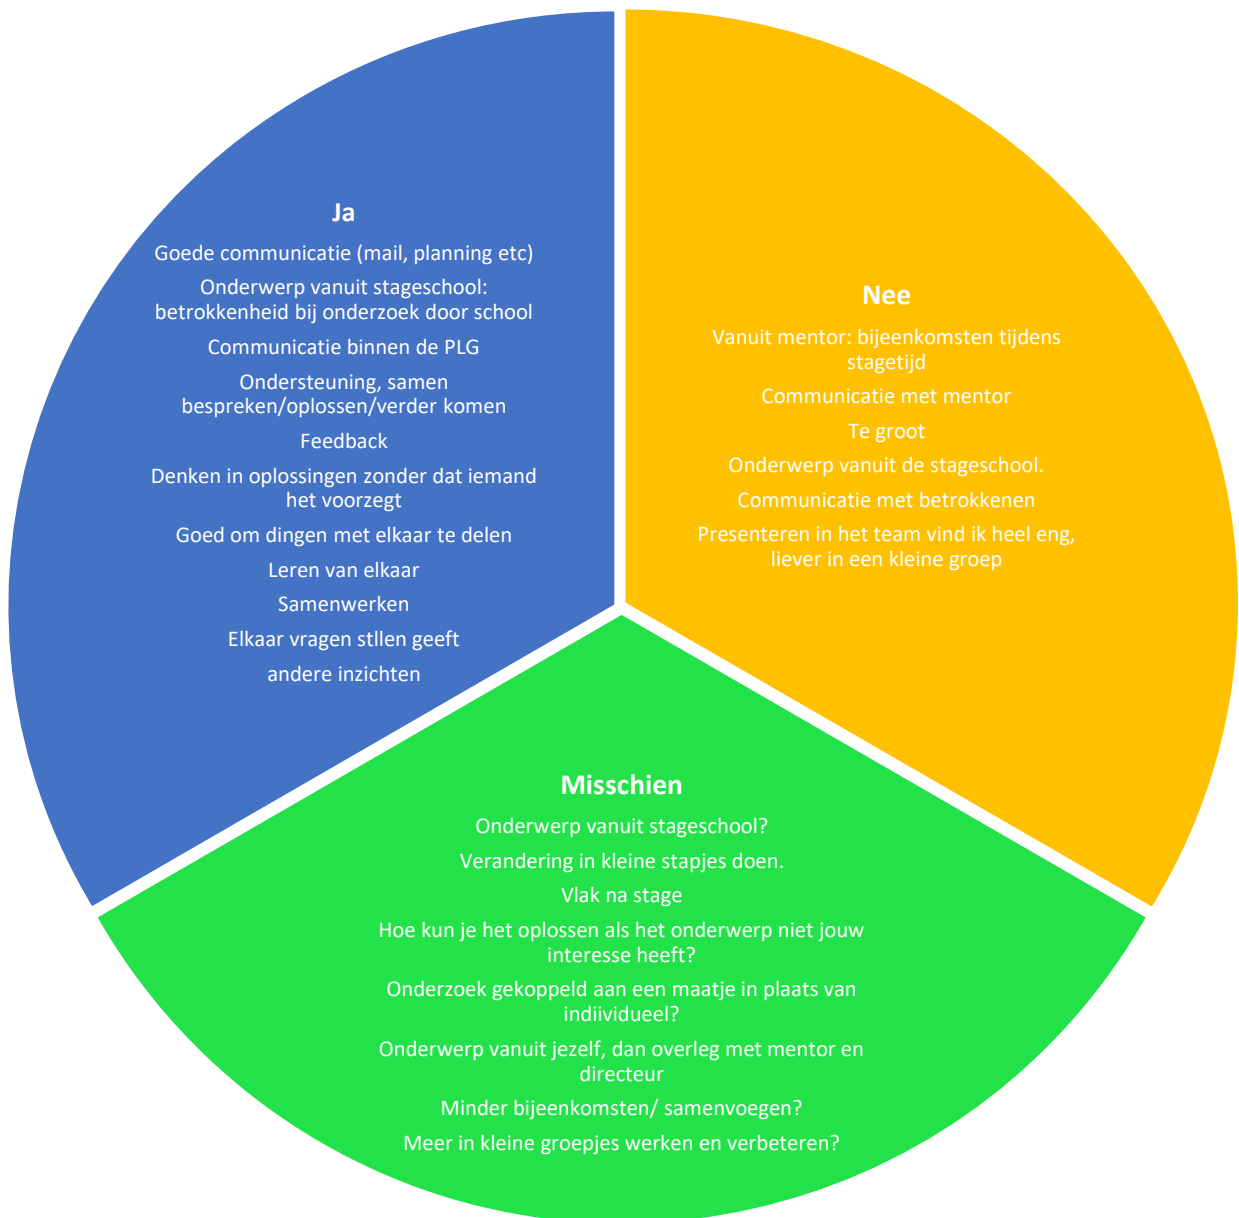 Ja
Goede communicatie (mail, planning etc)
Onderwerp vanuit stageschool:
betrokkenheid bij onderzoek door school
Communicatie binnen de PLG
Ondersteuning, samen
bespreken/oplossen/verder komen
Feedback
Denken in oplossingen zonder dat iemand
het voorzegt
Goed om dingen met elkaar te delen
Leren van elkaar
Samenwerken
Elkaar vragen stllen geeft
andere inzichten
Nee
Vanuit mentor: bijeenkomsten tijdens
stagetijd
Communicatie met mentor
Te groot
Onderwerp vanuit de stageschool.
Communicatie met betrokkenen
Presenteren in het team vind ik heel eng,
liever in een kleine groep
Misschien
Onderwerp vanuit stageschool?
Verandering in kleine stapjes doen.
Vlak na stage
Hoe kun je het oplossen als het onderwerp niet jouw
interesse heeft?
Onderzoek gekoppeld aan een maatje in plaats van
indiividueel?
Onderwerp vanuit jezelf, dan overleg met mentor en
directeur
Minder bijeenkomsten/ samenvoegen?
Meer in kleine groepjes werken en verbeteren?